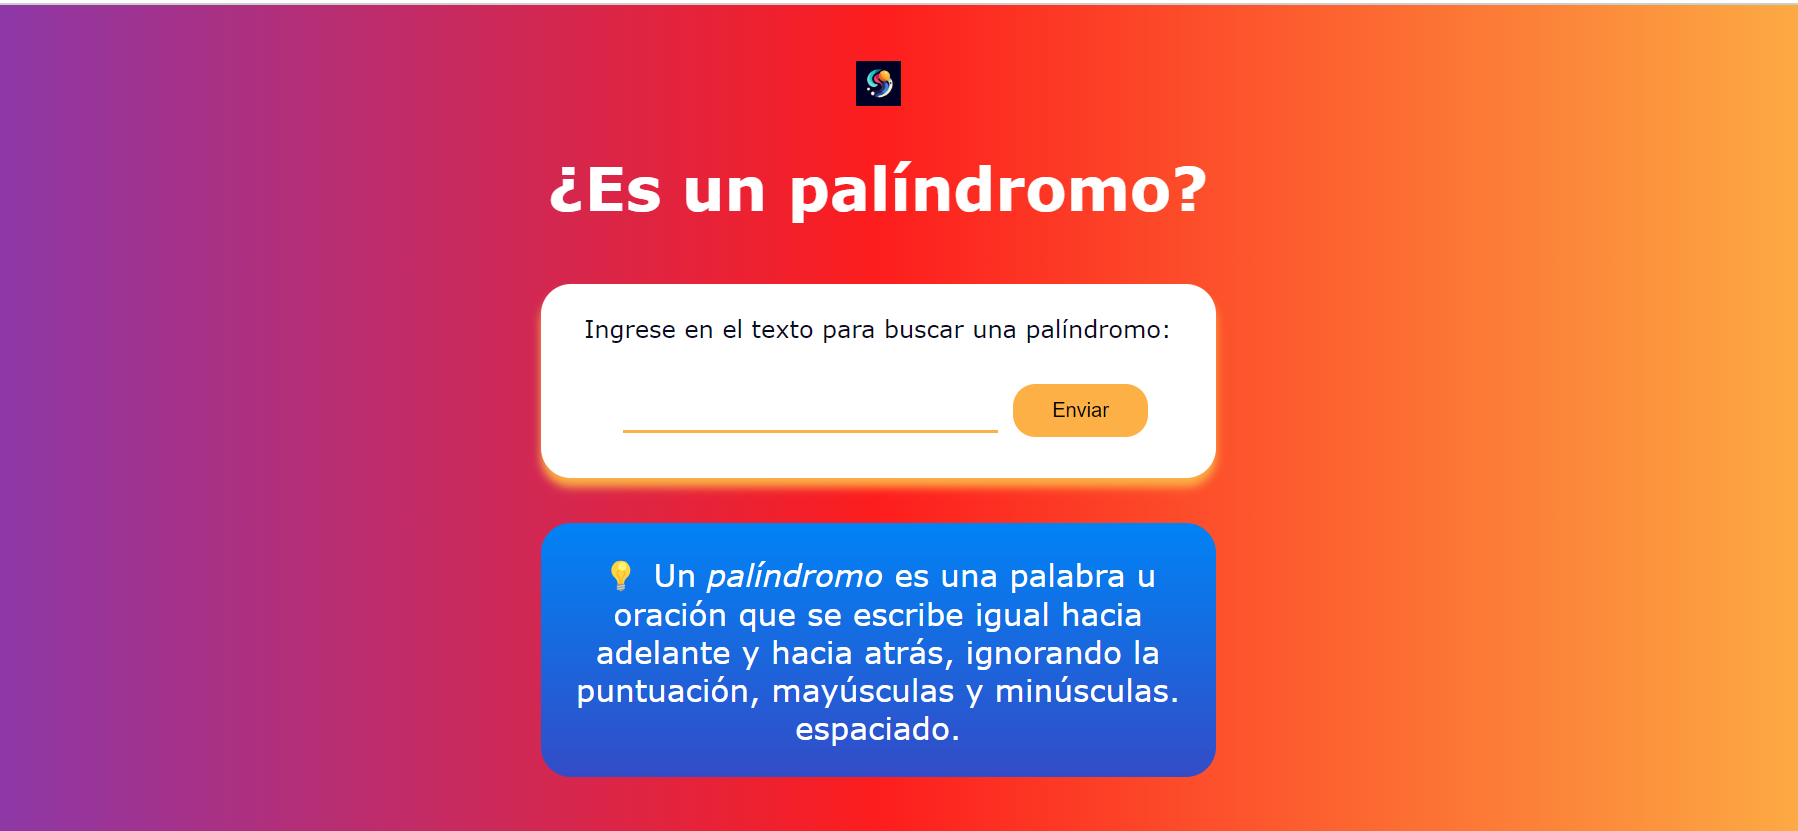 ¿Es un palíndromo?
Ingrese en el texto para buscar una palíndromo:
Enviar
💡 Un palíndromo es una palabra u
oración que se escribe igual hacia
adelante y hacia atrás, ignorando la
puntuación, mayúsculas y minúsculas.
espaciado.